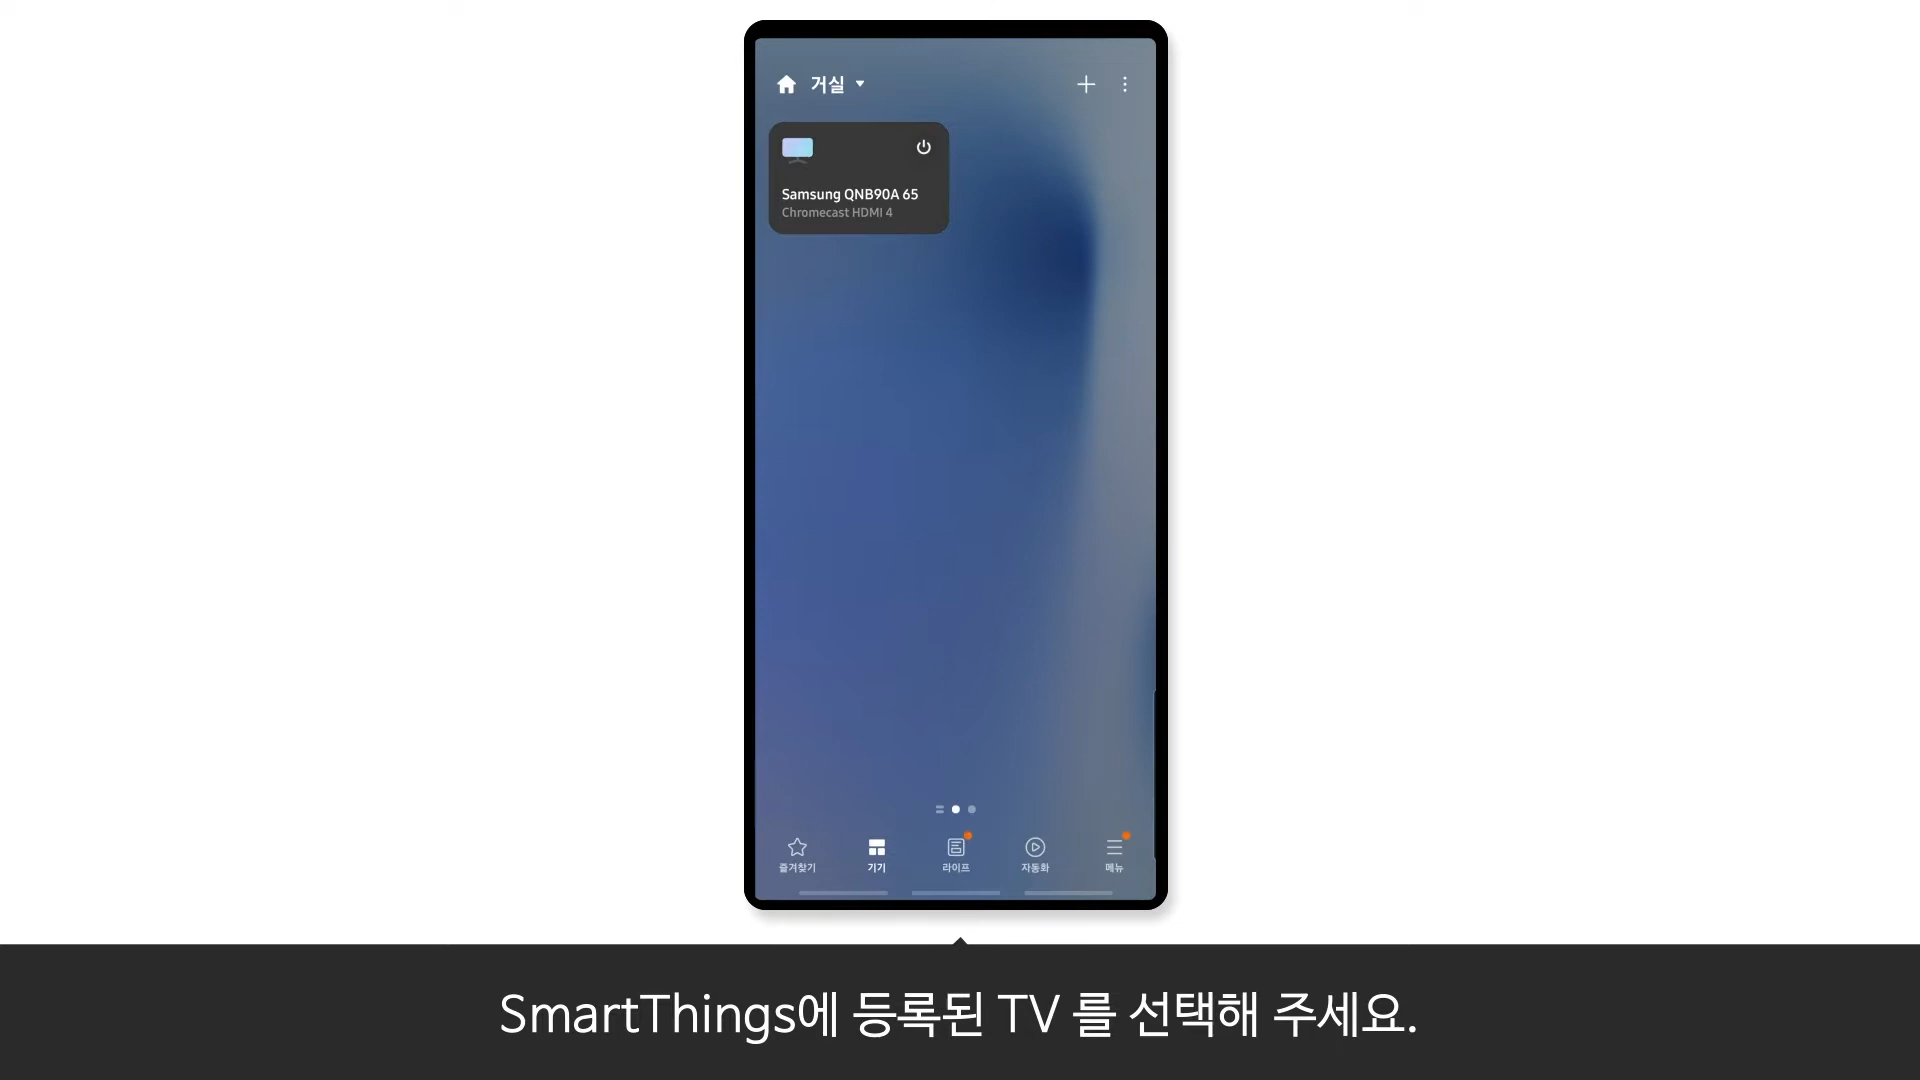 거실
Samsung QNB90A 65
Chromecast HDMI 4
즐겨찾기 기기 라이프 자동화 메뉴
SmartThings에 등록된 TV 를 선택해 주세요.